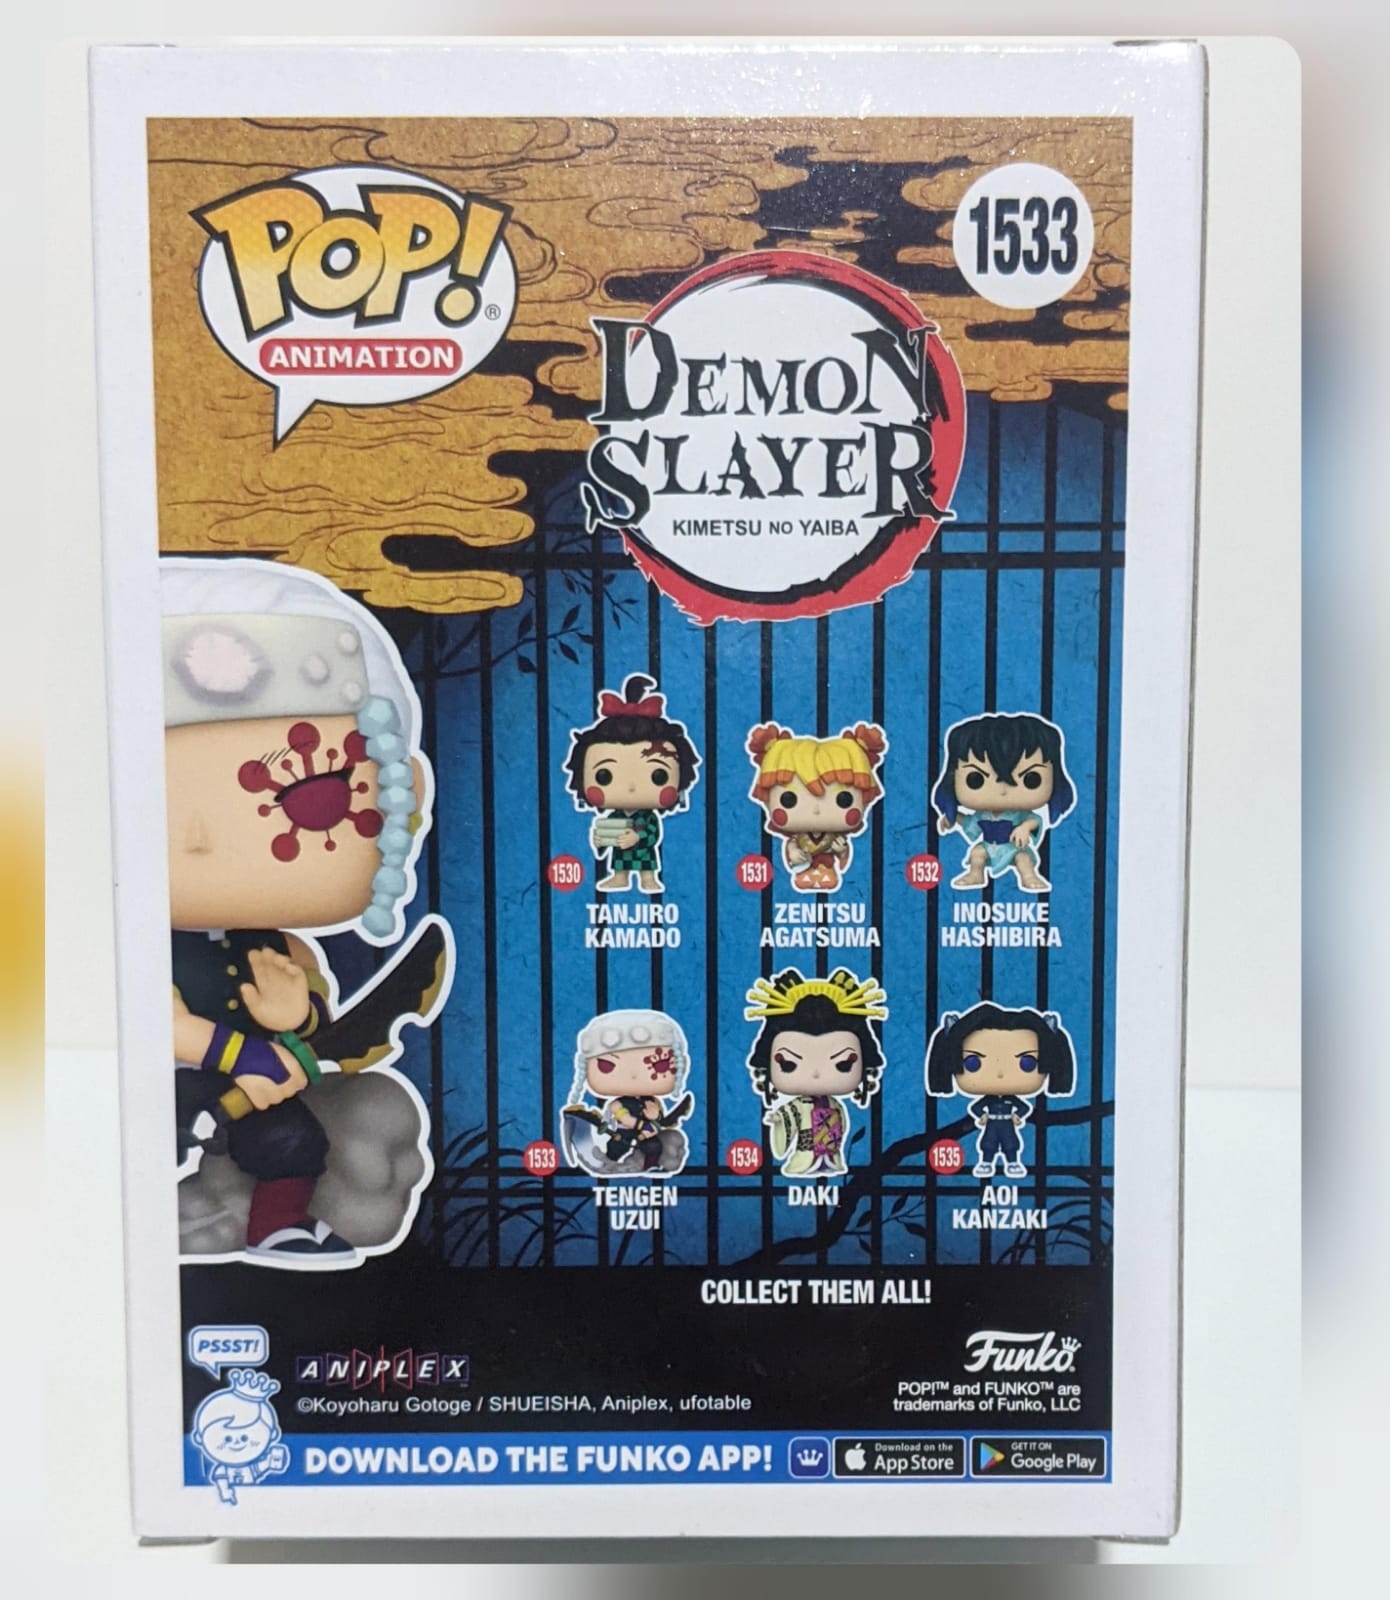 POP!®
ANIMATION
1533
DEMON
SLAYER
KIMETSU NO YAIBA
1530
TANJIRO
KAMADO
1531
ZENITSU
AGATSUMA
1532
INOSUKE
HASHIBIRA
1533
TENGEN
UZUI
1534
DAKI
1535
AOI
KANZAKI
COLLECT THEM ALL!
PSSST!
ANIPLEX
©Koyoharu Gotoge / SHUEISHA, Aniplex, ufotable
Funko
POP!™ and FUNKO™ are
trademarks of Funko, LLC
DOWNLOAD THE FUNKO APP!
Download on the
App Store
GET IT ON
Google Play